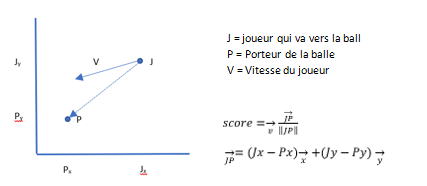 J = joueur qui va vers la ball
P = Porteur de la balle
V = Vitesse du joueur
Jy
V
J
Py
P
Px
Jx
score = →v · →JP / ‖JP‖
→JP = (Jx − Px)→x +(Jy − Py) →y